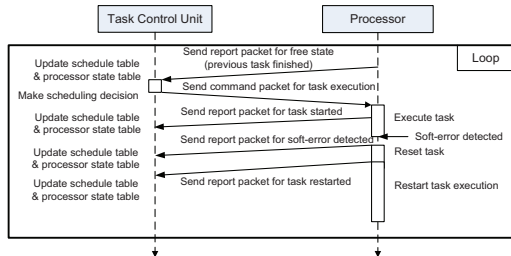 Task Control Unit
Processor
Loop
Send report packet for free state
(previous task finished)
Update schedule table
& processor state table
Make scheduling decision
Send command packet for task execution
Send report packet for task started
Execute task
Update schedule table
& processor state table
Soft-error detected
Send report packet for soft-error detected
Reset task
Update schedule table
& processor state table
Send report packet for task restarted
Restart task execution
Update schedule table
& processor state table